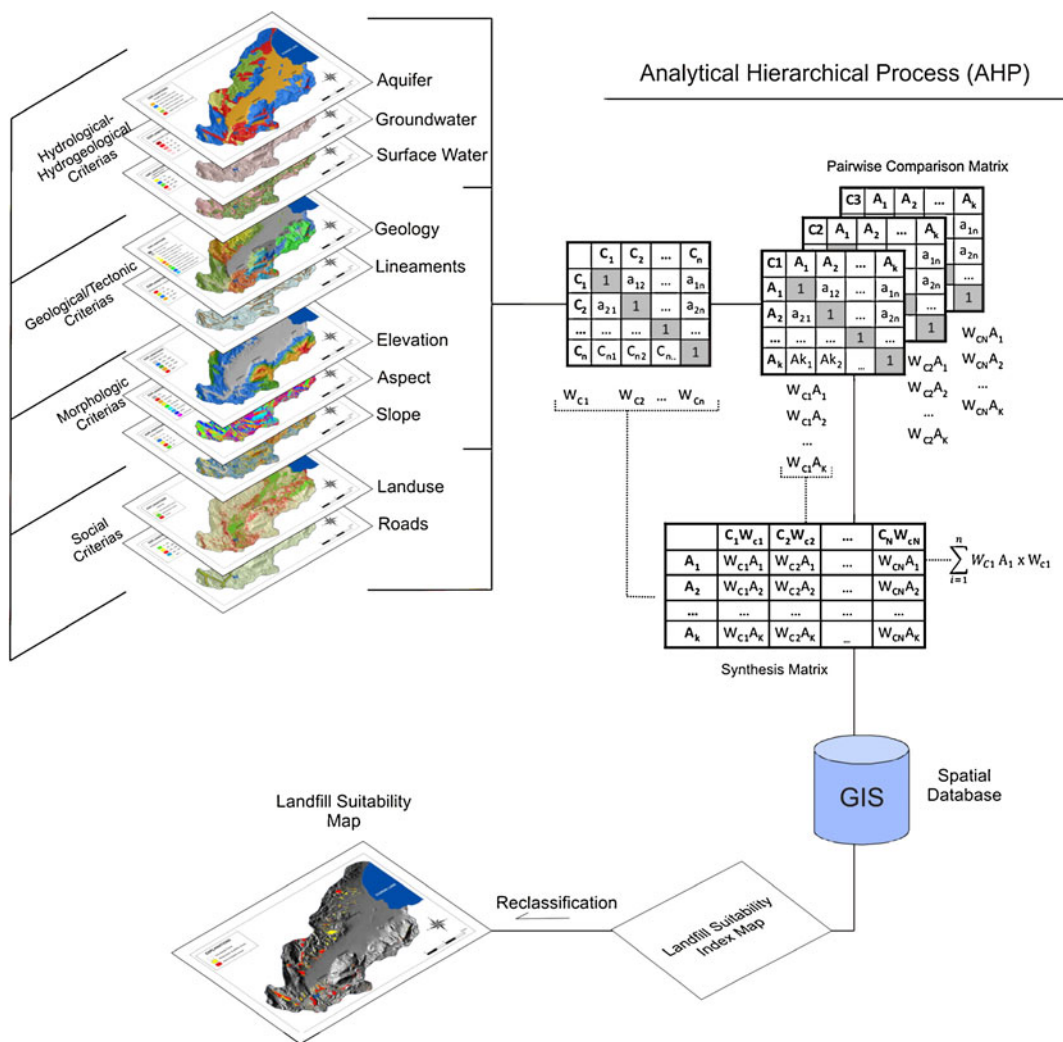 Analytical Hierarchical Process (AHP)
Hydrological-
Hydrogeological
Criterias
Aquifer
Groundwater
Surface Water
Geological/Tectonic
Criterias
Geology
Lineaments
Morphologic
Criterias
Elevation
Aspect
Slope
Social
Criterias
Landuse
Roads
C1 C2 ... Cn
C1 1 a12 ... a1n
C2 a21 1 ... a2n
... ... ... 1 ...
Cn Cn1 Cn2 Cn.. 1
WC1 WC2 ... WCn
Pairwise Comparison Matrix
C3 A1 A2 ... Ak
a1n
a2n
...
1
C2 A1 A2 ... Ak
a1n
a2n
...
1
C1 A1 A2 ... Ak
A1 1 a12 ... a1n
A2 a21 1 ... a2n
... ... ... 1 ...
Ak Ak1 Ak2 ... 1
WC1A1
WC1A2
...
WC1AK
WC2A1
WC2A2
...
WC2AK
WCNA1
WCNA2
...
WCNAK
C1Wc1 C2Wc2 ... CNWcN
A1 WC1A1 WC2A1 ... WCNA1
A2 WC1A2 WC2A2 ... WCNA2
... ... ... ...
Ak WC1AK WC2AK ... WCNAK
n
∑ WC1 A1 x Wc1
i=1
Synthesis Matrix
GIS
Spatial
Database
Landfill Suitability
Index Map
Reclassification
Landfill Suitability
Map